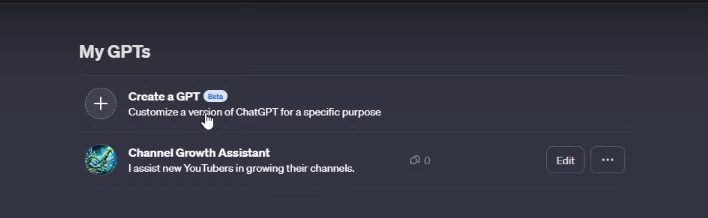 My GPTs
Create a GPT Beta
Customize a version of ChatGPT for a specific purpose
Channel Growth Assistant
I assist new YouTubers in growing their channels.
0
Edit
...